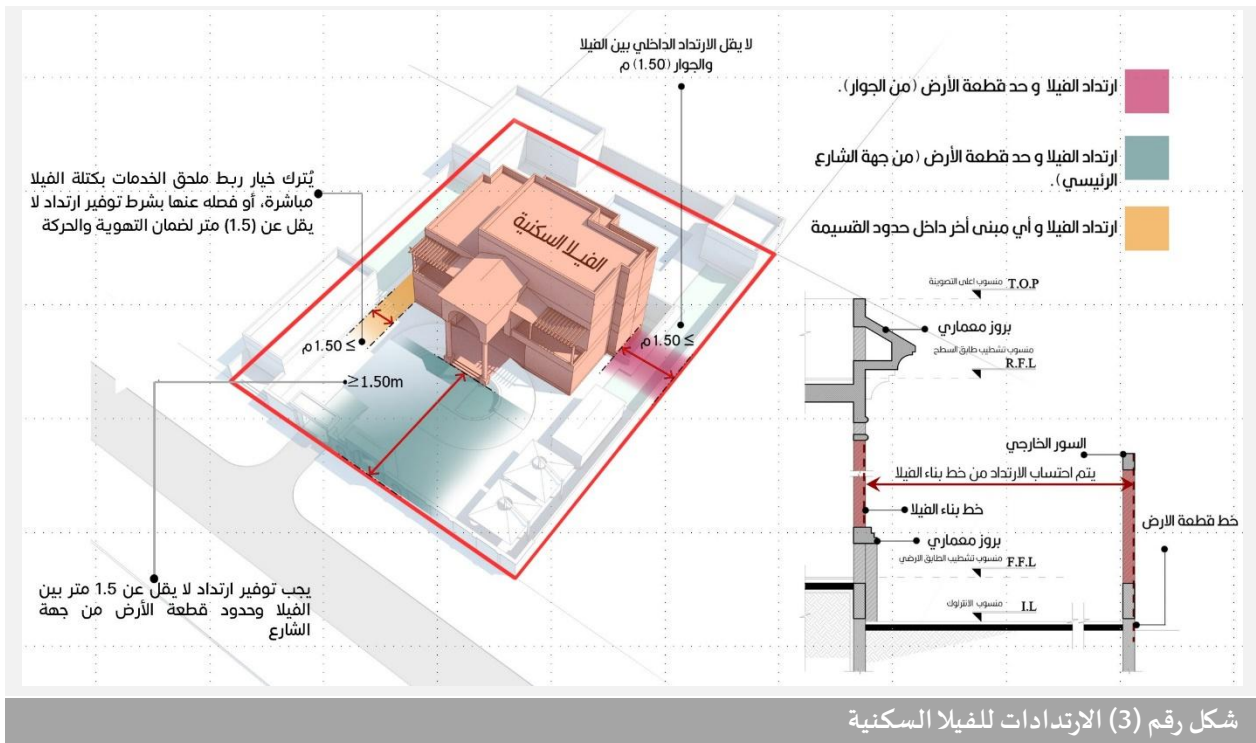 لا يقل الارتداد الداخلي بين الفيلا
والجوار (1.50) م
ارتداد الفيلا و حد قطعة الأرض (من الجوار).
ارتداد الفيلا و حد قطعة الأرض (من جهة الشارع
الرئيسي).
ارتداد الفيلا و أي مبنى أخر داخل حدود القسيمة
يُترك خيار ربط ملحق الخدمات بكتلة الفيلا
مباشرة، أو فصله عنها بشرط توفير ارتداد لا
يقل عن (1.5) متر لضمان التهوية والحركة
الفيلا السكنية
≥ 1.50م
≥ 1.50م
≥1.50m
يجب توفير ارتداد لا يقل عن 1.5 متر بين
الفيلا وحدود قطعة الأرض من جهة
الشارع
T.O.P منسوب اعلى التصوينة
بروز معماري
منسوب تشطيب طابق السطح
R.F.L
السور الخارجي
يتم احتساب الارتداد من خط بناء الفيلا
خط بناء الفيلا
خط قطعة الارض
بروز معماري
F.F.L منسوب تشطيب الطابق الارضي
I.L منسوب الانترلوك
شكل رقم (3) الارتدادات للفيلا السكنية